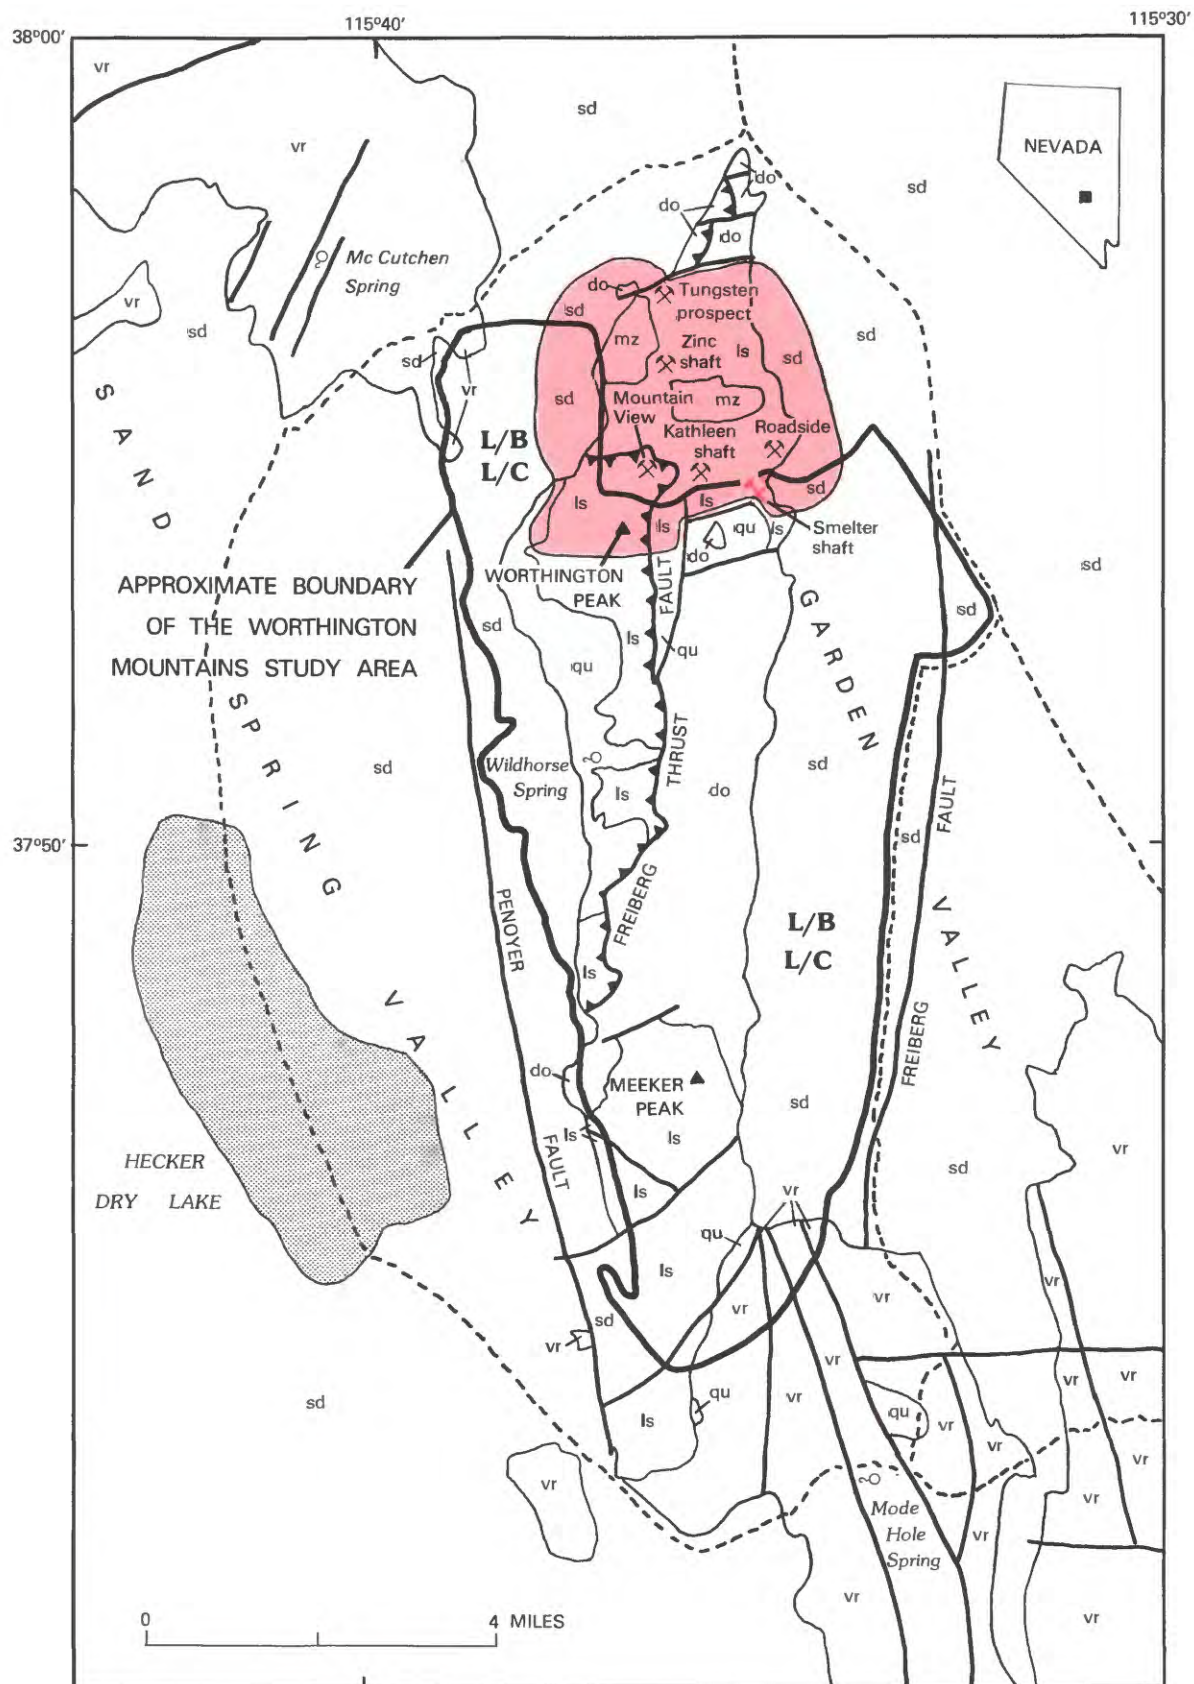 115°40'
115°30'
38°00'
vr
sd
NEVADA
vr
do
sd
do
do
Mc Cutchen
Spring
vr
sd
do
Tungsten
prospect
sd
sd
mz
Zinc
shaft
ls
sd
sd
vr
SAND
sd
Mountain
View
mz
L/B
L/C
Kathleen
shaft
Roadside
ls
ls
sd
Smelter
shaft
ls
qu
ls
do
sd
WORTHINGTON
PEAK
FAULT
APPROXIMATE BOUNDARY
OF THE WORTHINGTON
MOUNTAINS STUDY AREA
sd
GARDEN
sd
ls
qu
qu
SPRING
sd
THRUST
sd
Wildhorse
Spring
ls
do
FAULT
37°50'
sd
PENOYER
FREIBERG
VALLEY
L/B
L/C
ls
VALLEY
FREIBERG
do
MEEKER
PEAK
sd
ls
ls
vr
HECKER
DRY LAKE
FAULT
sd
ls
vr
qu
ls
vr
vr
vr
sd
vr
vr
vr
vr
sd
qu
vr
qu
vr
ls
vr
vr
vr
vr
Mode
Hole
Spring
vr
vr
vr
vr
0
4 MILES